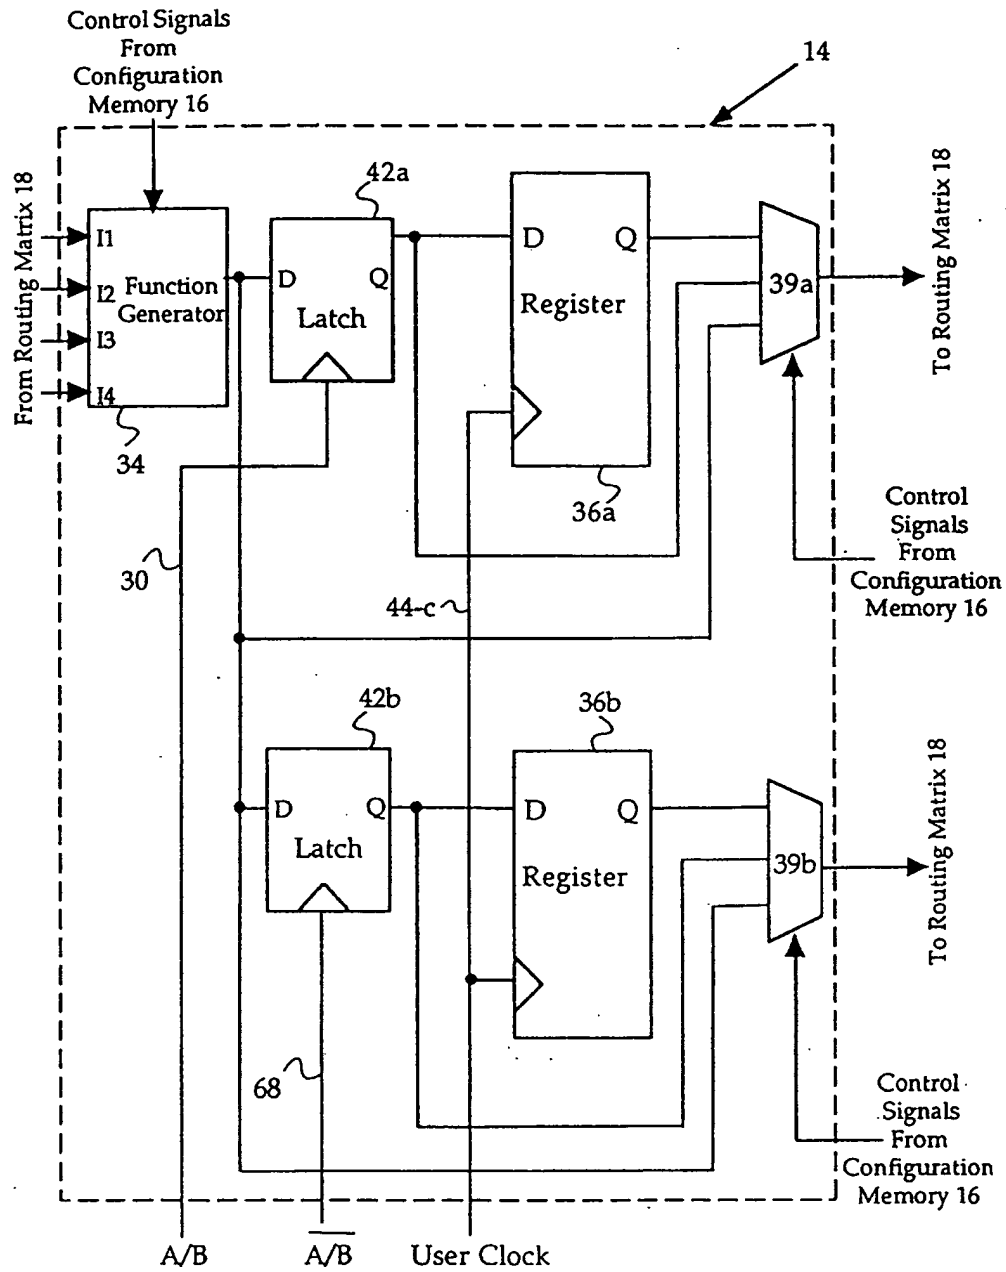 Control Signals
From
Configuration
Memory 16
14
From Routing Matrix 18
I1
I2
I3
I4
Function
Generator
34
42a
D
Q
Latch
D
Q
Register
36a
39a
To Routing Matrix 18
Control
Signals
From
Configuration
Memory 16
30
44-c
42b
D
Q
Latch
36b
D
Q
Register
39b
To Routing Matrix 18
68
Control
Signals
From
Configuration
Memory 16
A/B
A̅/̅B̅
User Clock